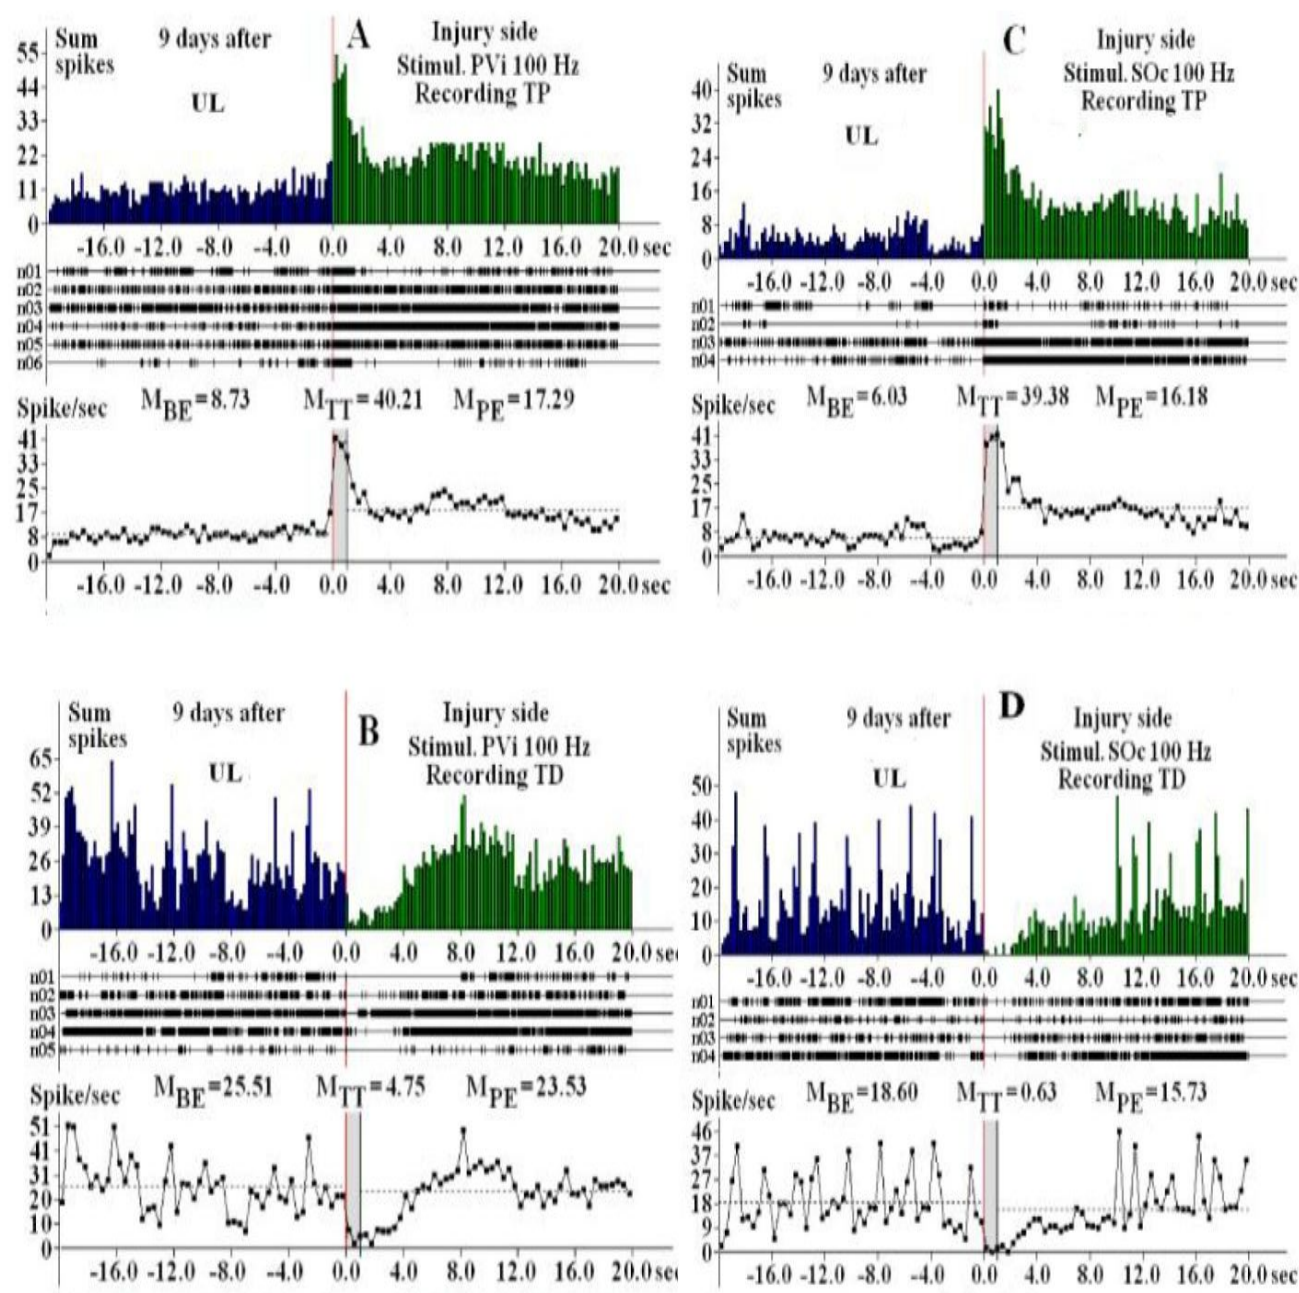 A
Sum spikes
9 days after
UL
Injury side
Stimul. PVi 100 Hz
Recording TP
55
44
33
22
11
0
-16.0 -12.0 -8.0 -4.0 0.0 4.0 8.0 12.0 16.0 20.0 sec
n01
n02
n03
n04
n05
n06
Spike/sec
MBE=8.73 MTT=40.21 MPE=17.29
41
33
25
17
8
0
-16.0 -12.0 -8.0 -4.0 0.0 4.0 8.0 12.0 16.0 20.0 sec
C
Sum spikes
9 days after
UL
Injury side
Stimul. SOc 100 Hz
Recording TP
40
32
24
16
8
0
-16.0 -12.0 -8.0 -4.0 0.0 4.0 8.0 12.0 16.0 20.0 sec
n01
n02
n03
n04
Spike/sec
MBE=6.03 MTT=39.38 MPE=16.18
41
33
25
17
8
0
-16.0 -12.0 -8.0 -4.0 0.0 4.0 8.0 12.0 16.0 20.0 sec
B
Sum spikes
9 days after
UL
Injury side
Stimul. PVi 100 Hz
Recording TD
65
52
39
26
13
0
-16.0 -12.0 -8.0 -4.0 0.0 4.0 8.0 12.0 16.0 20.0 sec
n01
n02
n03
n04
n05
Spike/sec
MBE=25.51 MTT=4.75 MPE=23.53
51
41
31
20
10
0
-16.0 -12.0 -8.0 -4.0 0.0 4.0 8.0 12.0 16.0 20.0 sec
D
Sum spikes
9 days after
UL
Injury side
Stimul. SOc 100 Hz
Recording TD
50
40
30
20
10
0
-16.0 -12.0 -8.0 -4.0 0.0 4.0 8.0 12.0 16.0 20.0 sec
n01
n02
n03
n04
Spike/sec
MBE=18.60 MTT=0.63 MPE=15.73
46
37
27
18
9
0
-16.0 -12.0 -8.0 -4.0 0.0 4.0 8.0 12.0 16.0 20.0 sec